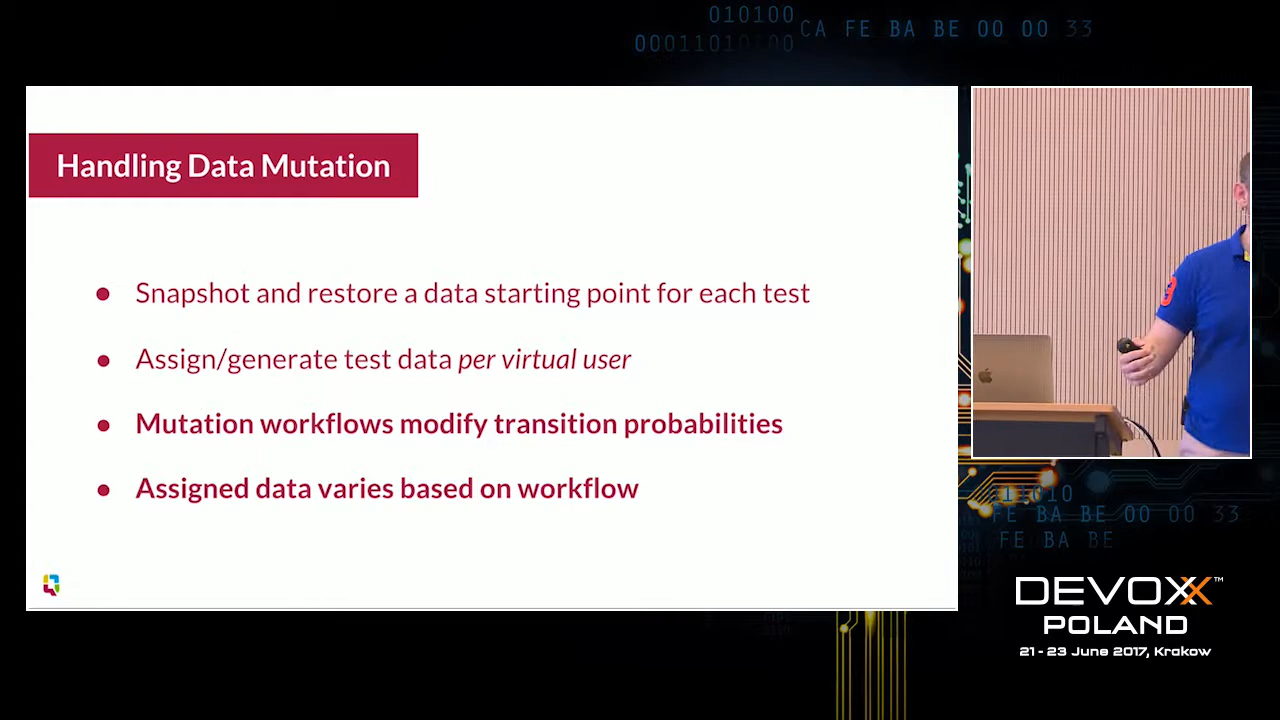 010100
CA FE BA BE 00 00 33
Handling Data Mutation
● Snapshot and restore a data starting point for each test
● Assign/generate test data per virtual user
● Mutation workflows modify transition probabilities
● Assigned data varies based on workflow
FE BA BE 00 00 33
FE BA BE
DEVOXX™
POLAND
21 - 23 June 2017, Krakow